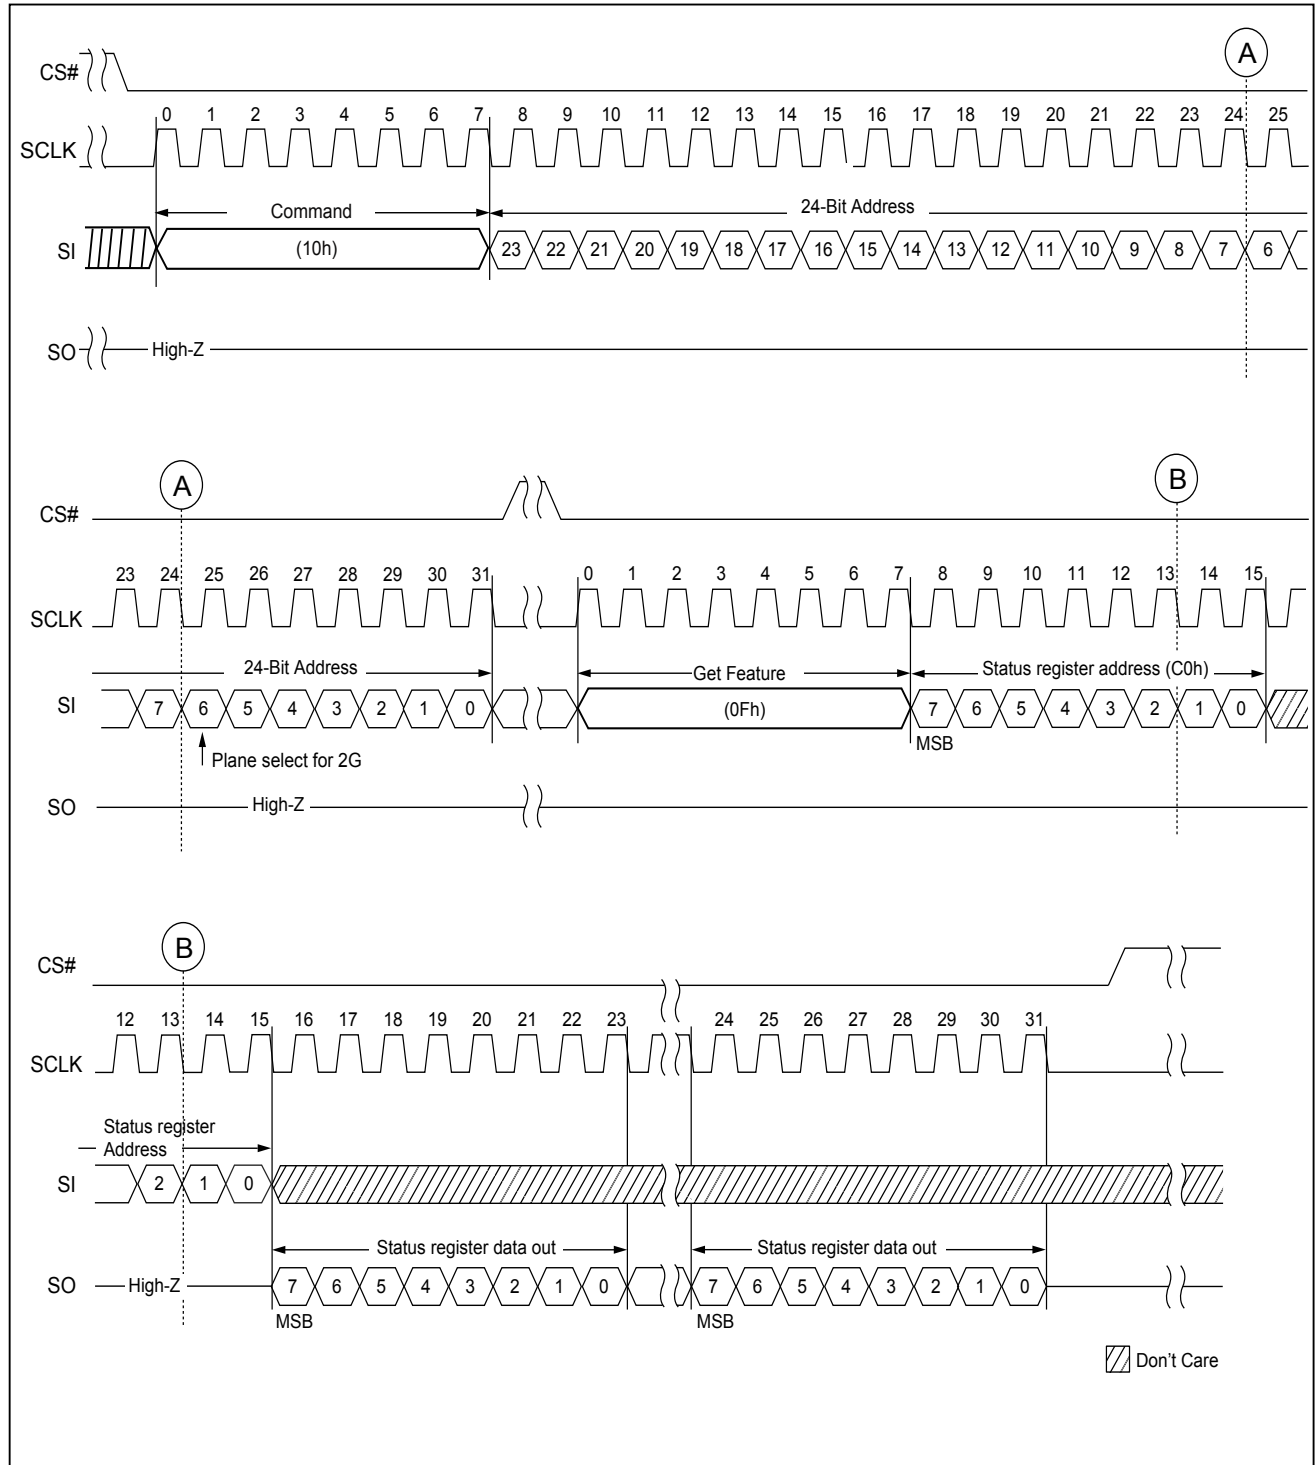 A
CS#
0 1 2 3 4 5 6 7 8 9 10 11 12 13 14 15 16 17 18 19 20 21 22 23 24 25
SCLK
Command
24-Bit Address
SI
(10h)
23 22 21 20 19 18 17 16 15 14 13 12 11 10 9 8 7 6
SO
High-Z
A
B
CS#
23 24 25 26 27 28 29 30 31 0 1 2 3 4 5 6 7 8 9 10 11 12 13 14 15
SCLK
24-Bit Address
Get Feature
Status register address (C0h)
SI
7 6 5 4 3 2 1 0
(0Fh)
7 6 5 4 3 2 1 0
Plane select for 2G
MSB
SO
High-Z
B
CS#
12 13 14 15 16 17 18 19 20 21 22 23 24 25 26 27 28 29 30 31
SCLK
Status register
Address
SI
2 1 0
Status register data out
Status register data out
SO
High-Z
7 6 5 4 3 2 1 0
7 6 5 4 3 2 1 0
MSB
MSB
Don't Care